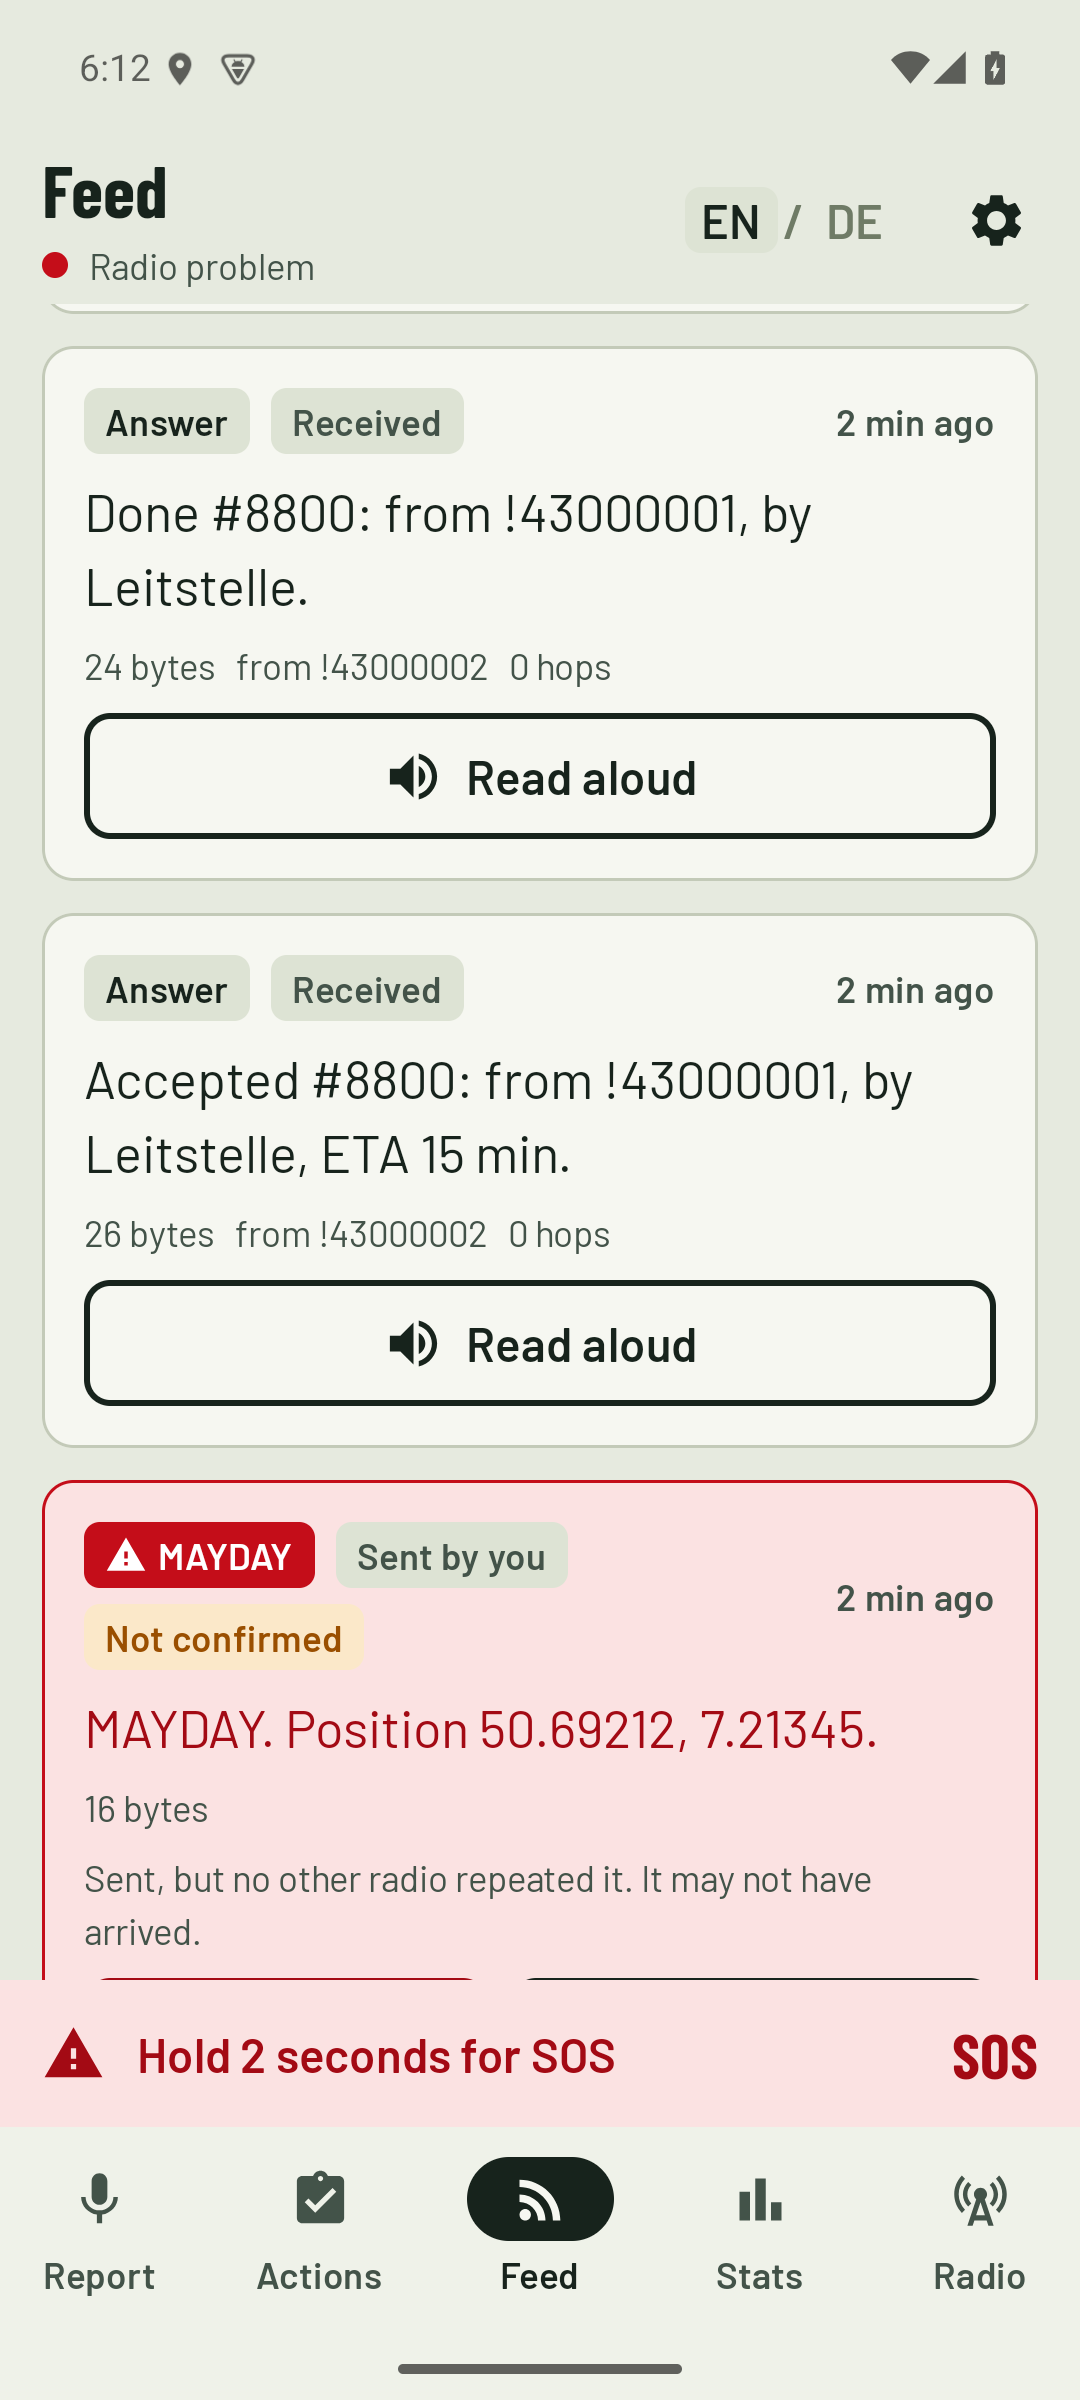 6:12
Feed
EN / DE
Radio problem
Answer
Received
2 min ago
Done #8800: from !43000001, by
Leitstelle.
24 bytes from !43000002 0 hops
Read aloud
Answer
Received
2 min ago
Accepted #8800: from !43000001, by
Leitstelle, ETA 15 min.
26 bytes from !43000002 0 hops
Read aloud
MAYDAY
Sent by you
2 min ago
Not confirmed
MAYDAY. Position 50.69212, 7.21345.
16 bytes
Sent, but no other radio repeated it. It may not have
arrived.
Hold 2 seconds for SOS
SOS
Report
Actions
Feed
Stats
Radio